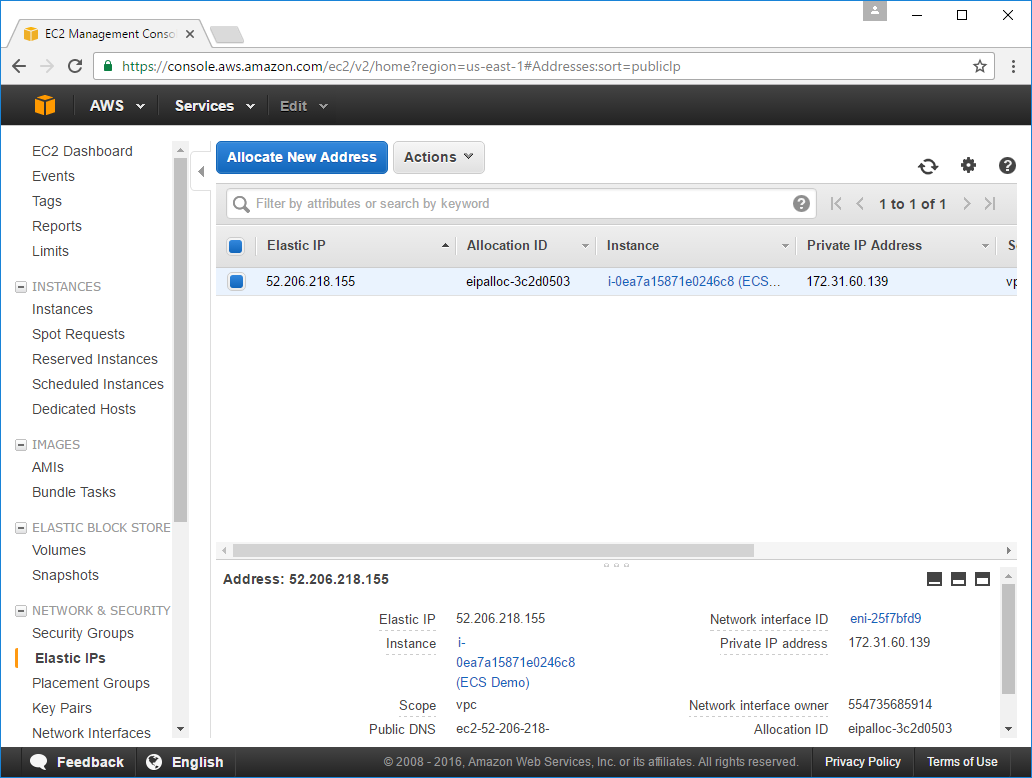 EC2 Management Conso
https://console.aws.amazon.com/ec2/v2/home?region=us-east-1#Addresses:sort=publicIp
AWS Services Edit
EC2 Dashboard
Events
Tags
Reports
Limits
INSTANCES
Instances
Spot Requests
Reserved Instances
Scheduled Instances
Dedicated Hosts
IMAGES
AMIs
Bundle Tasks
ELASTIC BLOCK STORE
Volumes
Snapshots
NETWORK & SECURITY
Security Groups
Elastic IPs
Placement Groups
Key Pairs
Network Interfaces
Allocate New Address Actions
Filter by attributes or search by keyword
1 to 1 of 1
Elastic IP Allocation ID Instance Private IP Address S
52.206.218.155 eipalloc-3c2d0503 i-0ea7a15871e0246c8 (ECS... 172.31.60.139 vp
Address: 52.206.218.155
Elastic IP 52.206.218.155 Network interface ID eni-25f7bfd9
Instance i- Private IP address 172.31.60.139
0ea7a15871e0246c8
(ECS Demo)
Scope vpc Network interface owner 554735685914
Public DNS ec2-52-206-218- Allocation ID eipalloc-3c2d0503
Feedback English © 2008 - 2016, Amazon Web Services, Inc. or its affiliates. All rights reserved. Privacy Policy Terms of Use